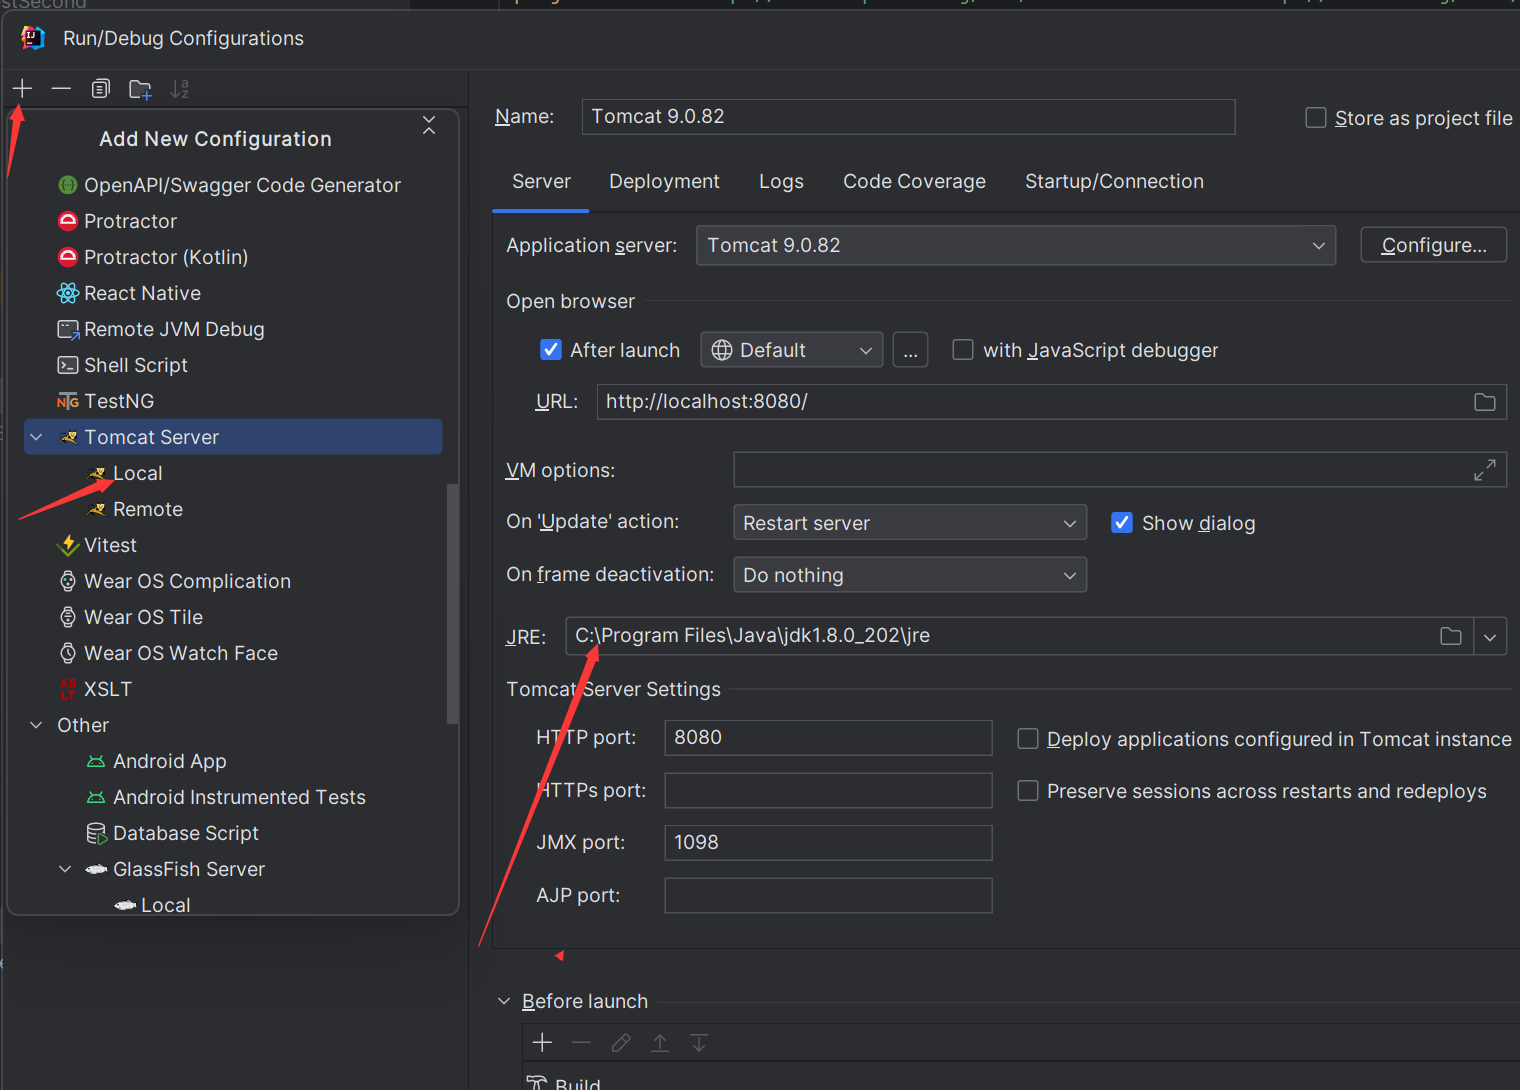 Run/Debug Configurations
Add New Configuration
OpenAPI/Swagger Code Generator
Protractor
Protractor (Kotlin)
React Native
Remote JVM Debug
Shell Script
TestNG
Tomcat Server
Local
Remote
Vitest
Wear OS Complication
Wear OS Tile
Wear OS Watch Face
XSLT
Other
Android App
Android Instrumented Tests
Database Script
GlassFish Server
Local
Name: Tomcat 9.0.82
Store as project file
Server Deployment Logs Code Coverage Startup/Connection
Application server: Tomcat 9.0.82 Configure...
Open browser
After launch Default ... with JavaScript debugger
URL: http://localhost:8080/
VM options:
On 'Update' action: Restart server Show dialog
On frame deactivation: Do nothing
JRE: C:\Program Files\Java\jdk1.8.0_202\jre
Tomcat Server Settings
HTTP port: 8080 Deploy applications configured in Tomcat instance
HTTPs port: Preserve sessions across restarts and redeploys
JMX port: 1098
AJP port:
Before launch
Build